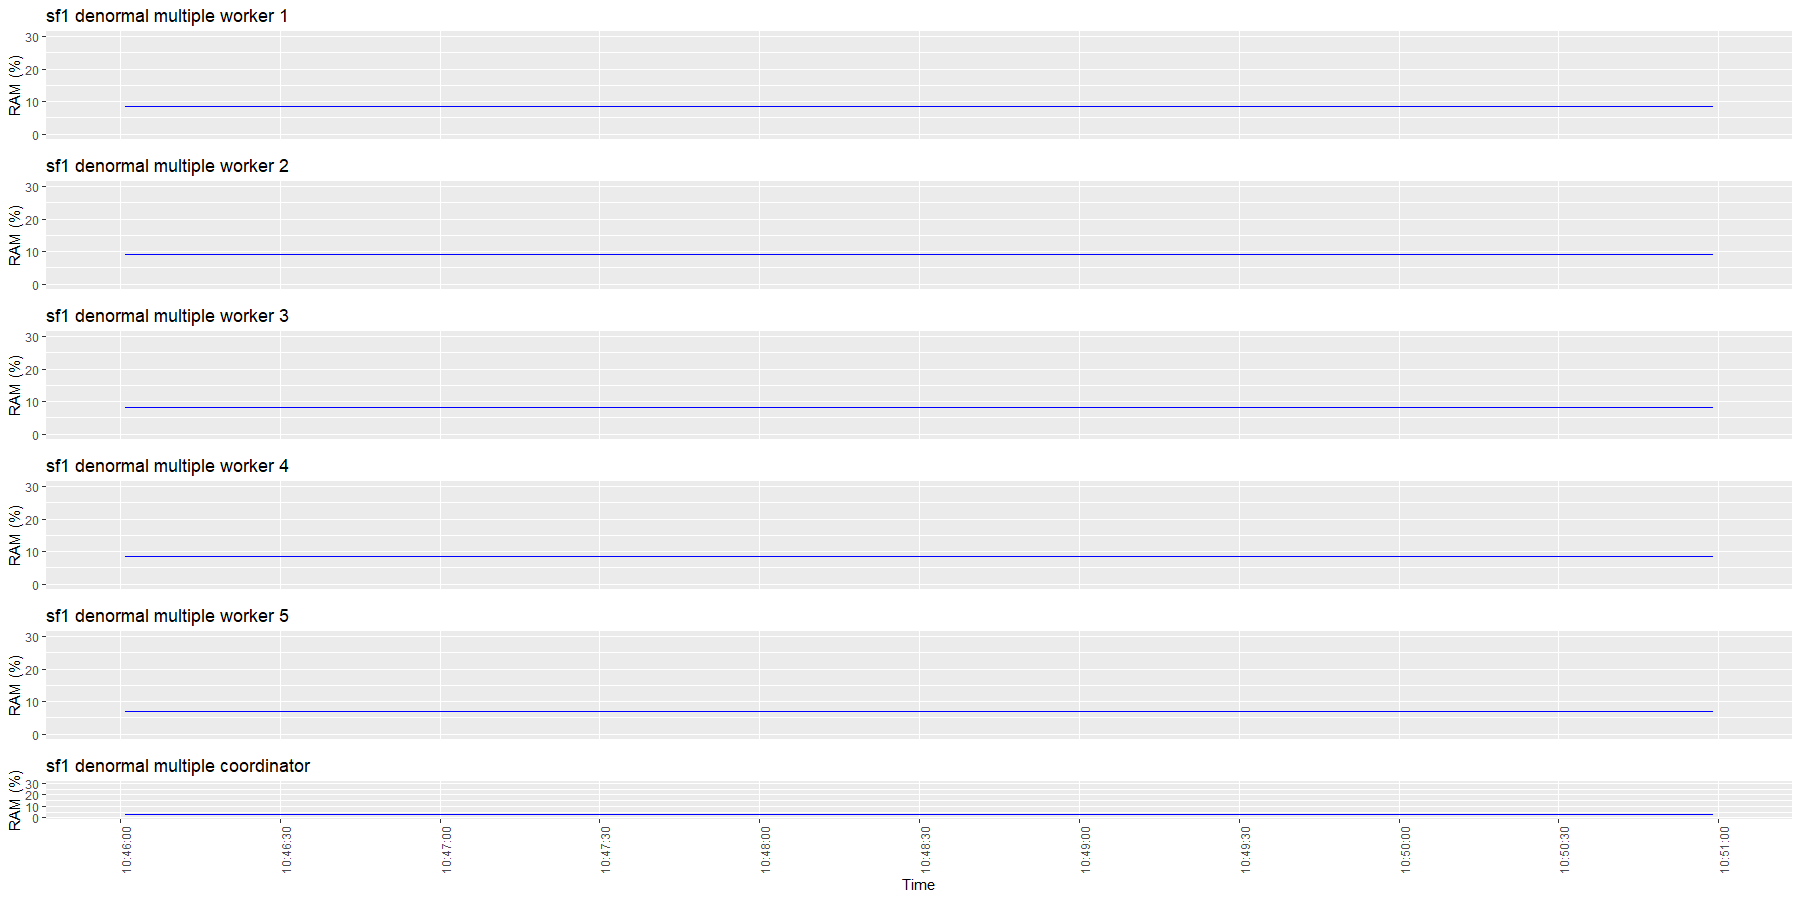 sf1 denormal multiple worker 1
RAM (%)
30
20
10
0
sf1 denormal multiple worker 2
RAM (%)
30
20
10
0
sf1 denormal multiple worker 3
RAM (%)
30
20
10
0
sf1 denormal multiple worker 4
RAM (%)
30
20
10
0
sf1 denormal multiple worker 5
RAM (%)
30
20
10
0
sf1 denormal multiple coordinator
RAM (%)
30
20
10
0
10:46:00
10:46:30
10:47:00
10:47:30
10:48:00
10:48:30
10:49:00
10:49:30
10:50:00
10:50:30
10:51:00
Time